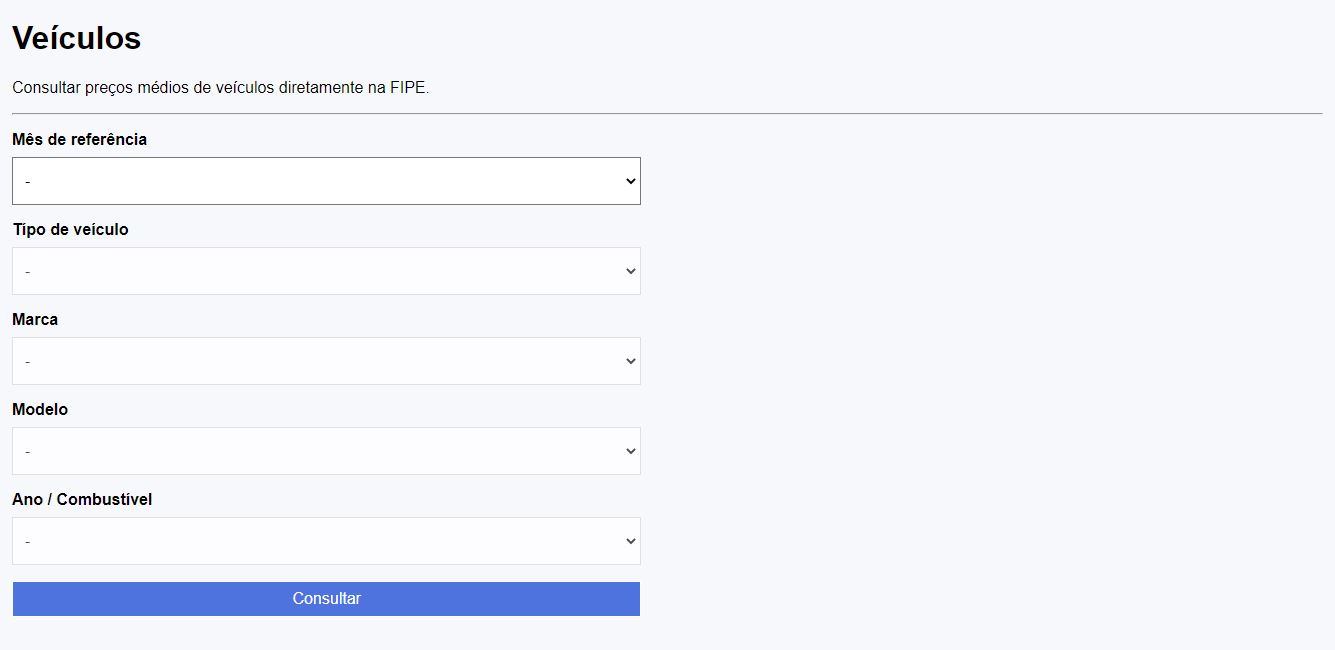 Veículos
Consultar preços médios de veículos diretamente na FIPE.
Mês de referência
-
Tipo de veículo
-
Marca
-
Modelo
-
Ano / Combustível
-
Consultar